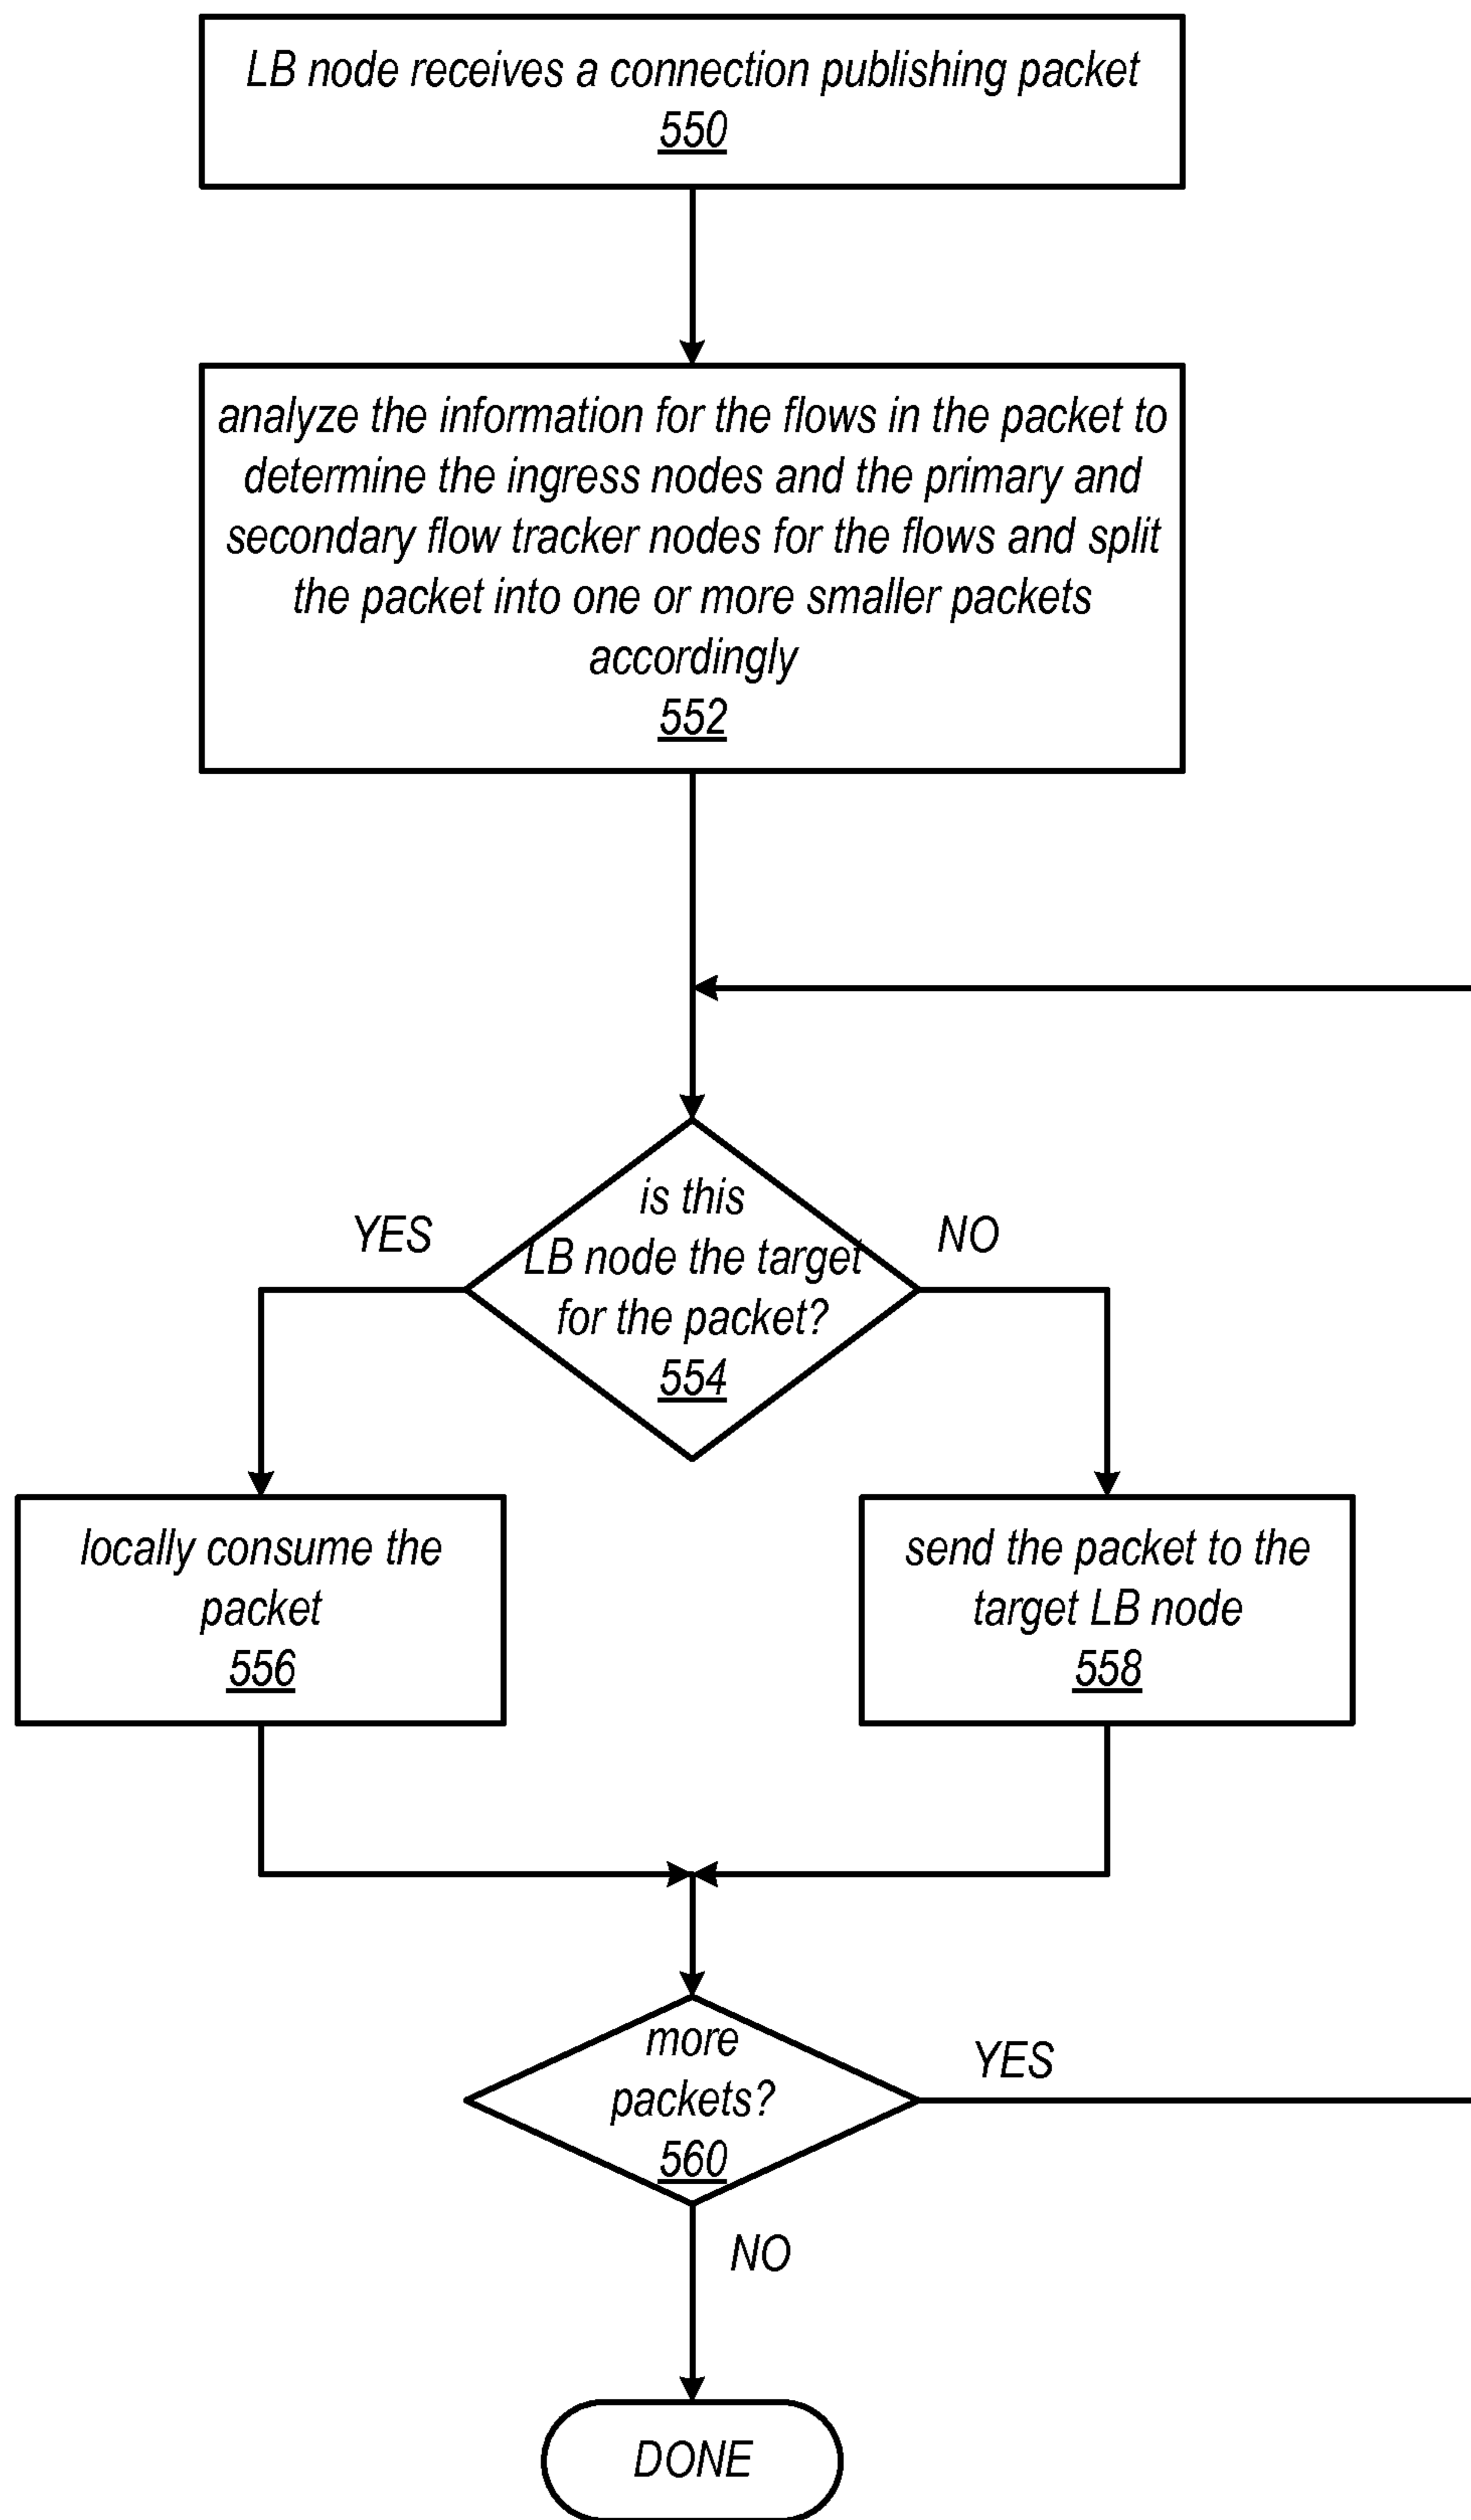 LB node receives a connection publishing packet
550
analyze the information for the flows in the packet to
determine the ingress nodes and the primary and
secondary flow tracker nodes for the flows and split
the packet into one or more smaller packets
accordingly
552
is this
LB node the target
for the packet?
554
YES
NO
locally consume the
packet
556
send the packet to the
target LB node
558
more
packets?
560
YES
NO
DONE